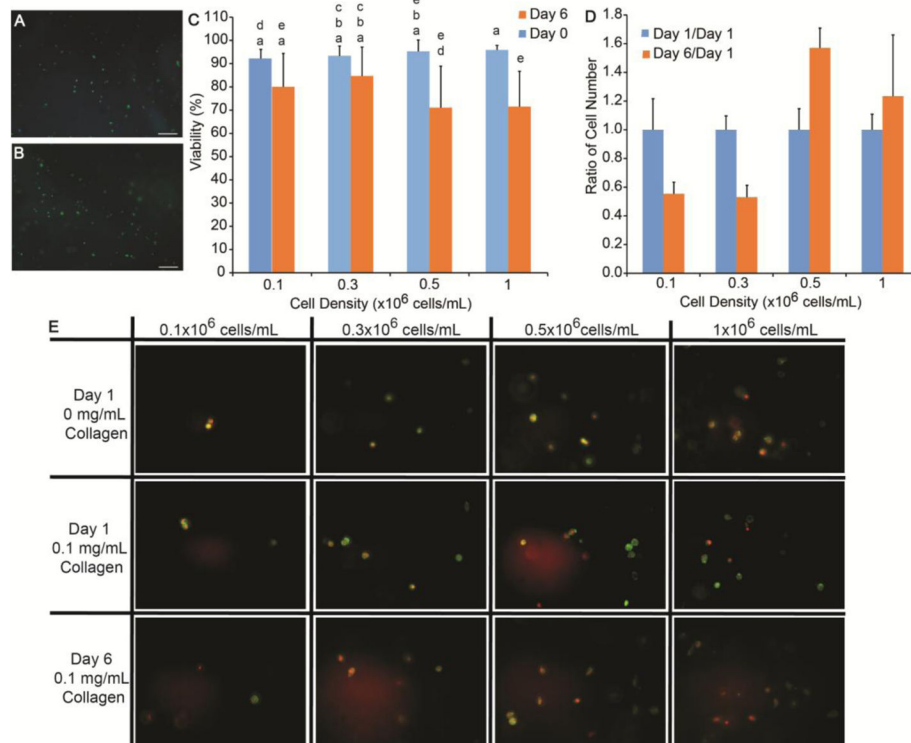 A
B
C
d e
a a
c c
b b
a a
e
b e
a d
a
e
Day 6
Day 0
110
100
90
80
70
60
50
40
30
20
10
0
Viability (%)
0.1 0.3 0.5 1
Cell Density (x10⁶ cells/mL)
D
Day 1/Day 1
Day 6/Day 1
1.8
1.6
1.4
1.2
1.0
0.8
0.6
0.4
0.2
0.0
Ratio of Cell Number
0.1 0.3 0.5 1
Cell Density (x10⁶ cells/mL)
E
0.1x10⁶ cells/mL 0.3x10⁶ cells/mL 0.5x10⁶cells/mL 1x10⁶ cells/mL
Day 1
0 mg/mL
Collagen
Day 1
0.1 mg/mL
Collagen
Day 6
0.1 mg/mL
Collagen